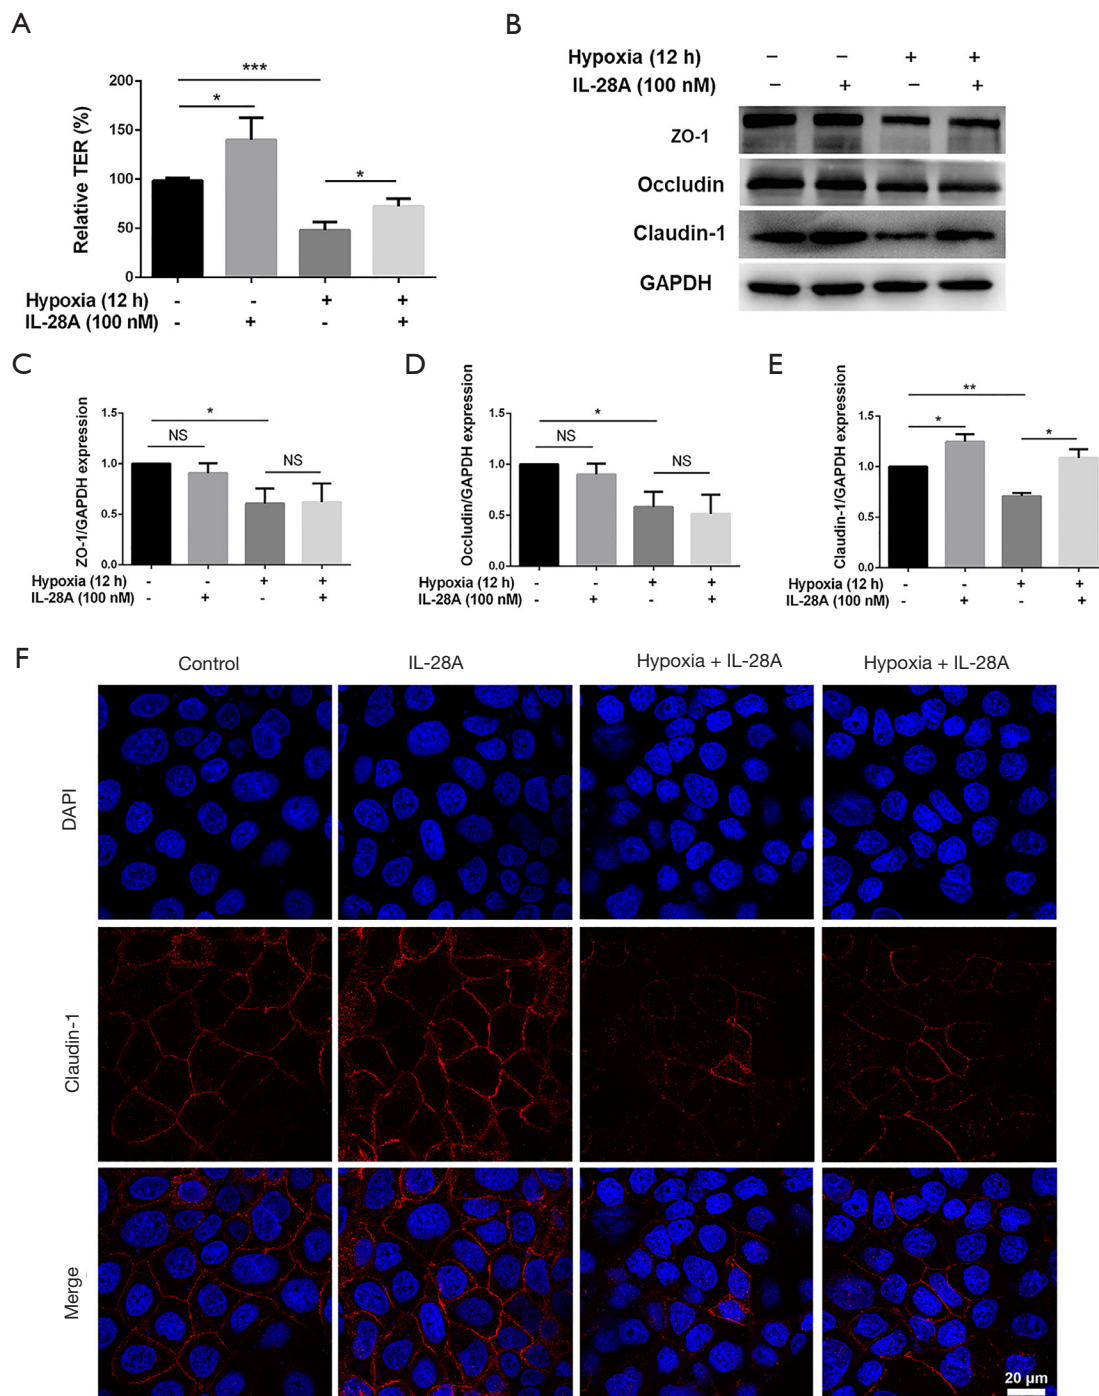 A
Relative TER (%)
200
150
100
50
0
***
*
*
Hypoxia (12 h) - - + +
IL-28A (100 nM) - + - +
B
Hypoxia (12 h) − − + +
IL-28A (100 nM) − + − +
ZO-1
Occludin
Claudin-1
GAPDH
C
ZO-1/GAPDH expression
1.5
1.0
0.5
0.0
*
NS
NS
Hypoxia (12 h) - - + +
IL-28A (100 nM) - + - +
D
Occludin/GAPDH expression
1.5
1.0
0.5
0.0
*
NS
NS
Hypoxia (12 h) - - + +
IL-28A (100 nM) - + - +
E
Claudin-1/GAPDH expression
1.5
1.0
0.5
0.0
**
*
*
Hypoxia (12 h) - - + +
IL-28A (100 nM) - + - +
F
Control IL-28A Hypoxia + IL-28A Hypoxia + IL-28A
DAPI
Claudin-1
Merge
20 μm